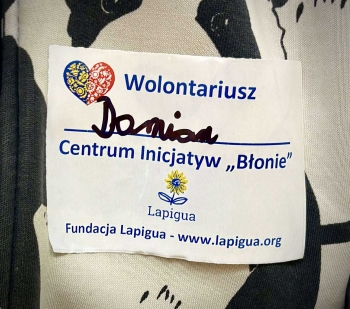 Wolontariusz
Damian
Centrum Inicjatyw „Błonie”
Lapigua
Fundacja Lapigua - www.lapigua.org